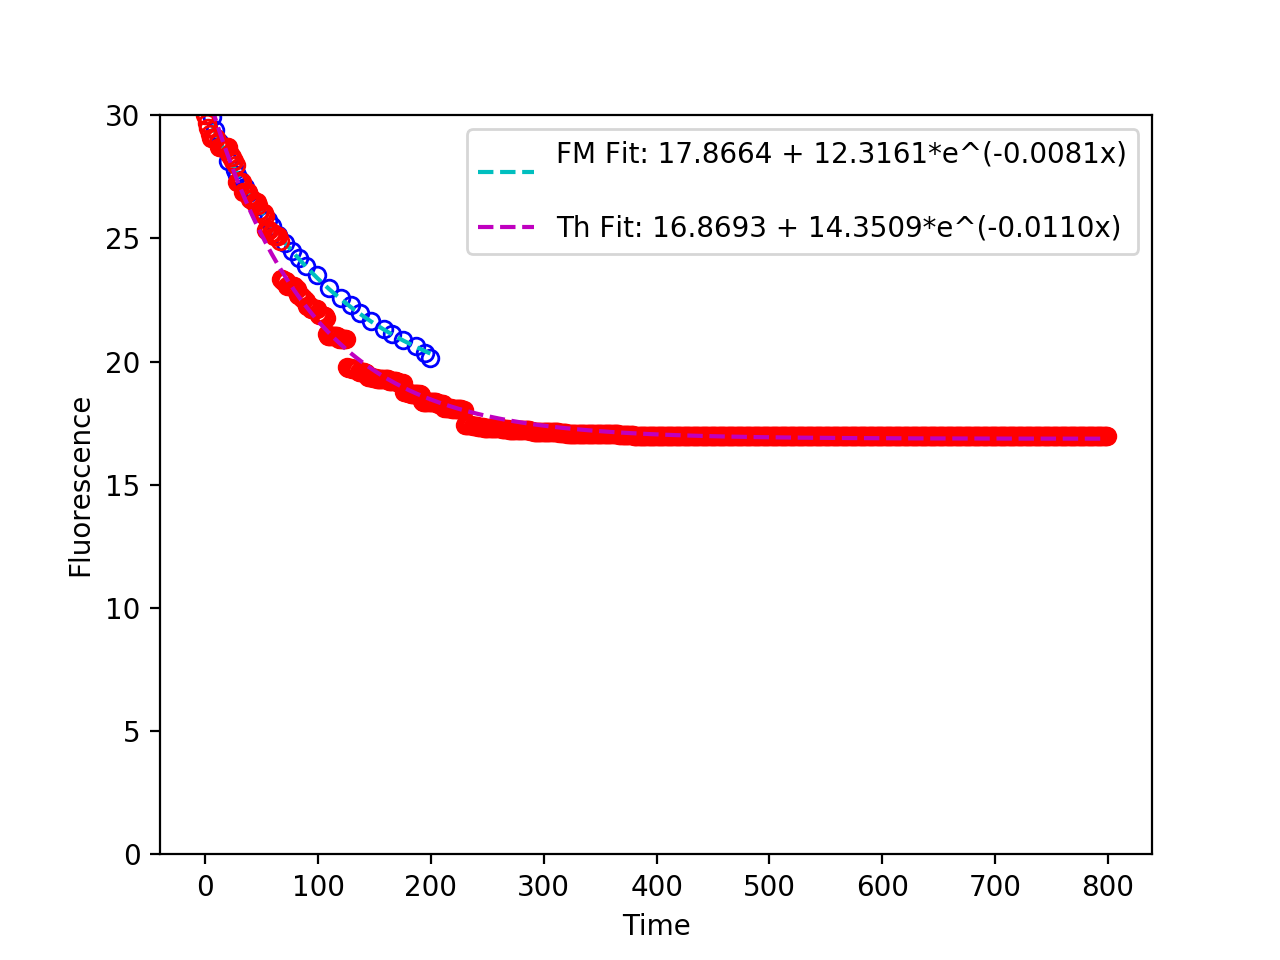 30
25
20
15
10
5
0
Fluorescence
FM Fit: 17.8664 + 12.3161*e^(-0.0081x)
Th Fit: 16.8693 + 14.3509*e^(-0.0110x)
0 100 200 300 400 500 600 700 800
Time